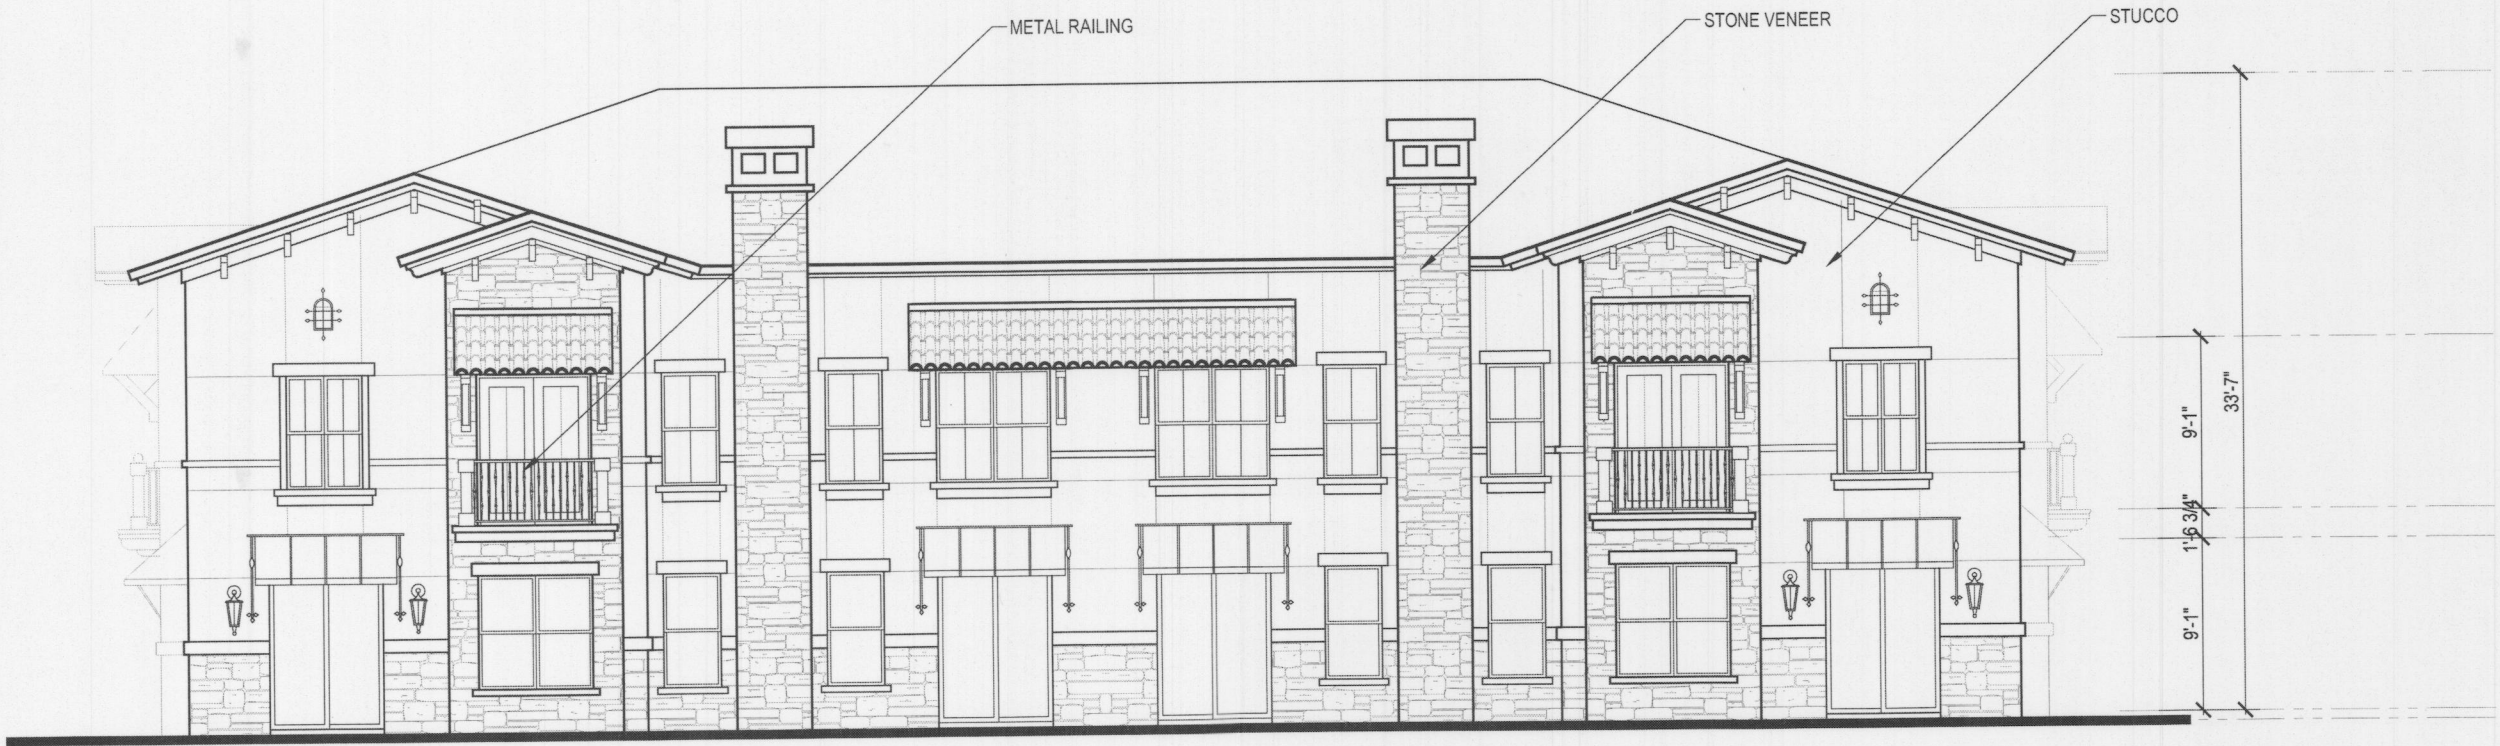 METAL RAILING
STONE VENEER
STUCCO
33'-7"
9'-1"
1'-6 3/4"
9'-1"